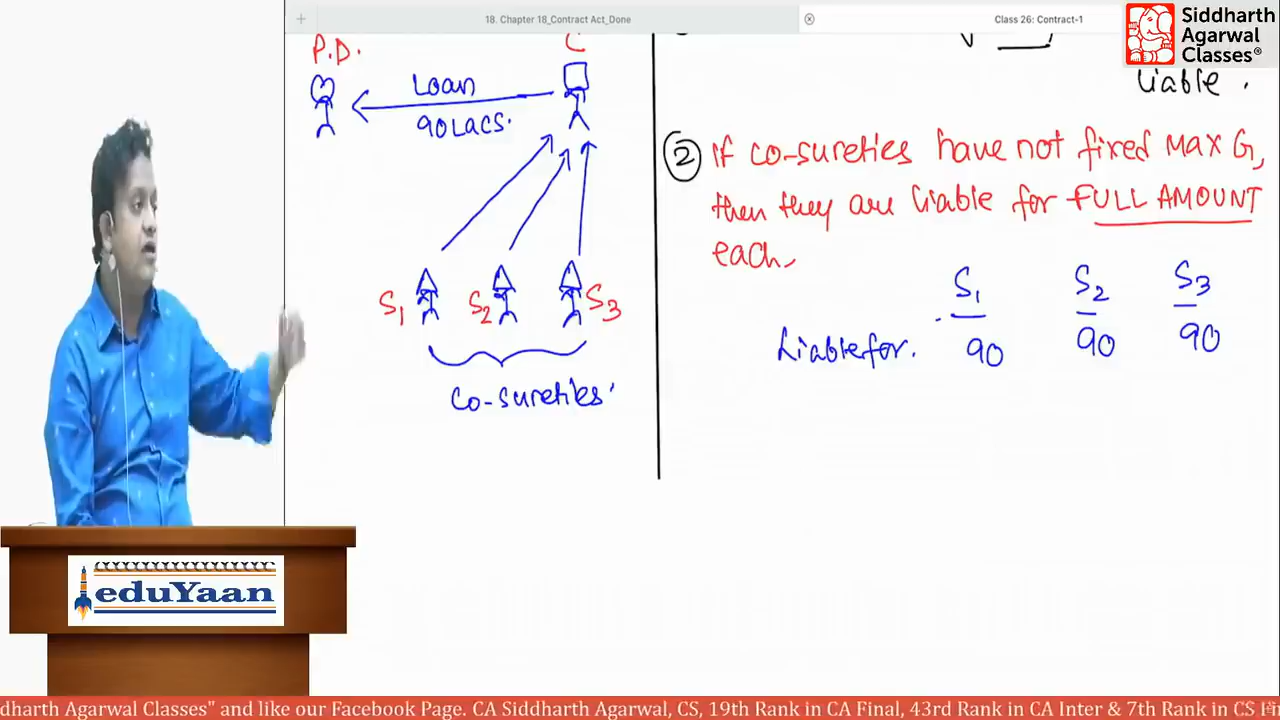 18. Chapter 18_Contract Act_Done
Class 26: Contract-1
Siddharth
Agarwal
Classes®
P.D.
C
Loan
90 Lacs.
S1 S2 S3
Co-sureties
liable.
② If co-sureties have not fixed Max G,
then they are liable for FULL AMOUNT
each.
S1 S2 S3
Liable for. 90 90 90
eduYaan
dharth Agarwal Classes" and like our Facebook Page. CA Siddharth Agarwal, CS, 19th Rank in CA Final, 43rd Rank in CA Inter & 7th Rank in CS